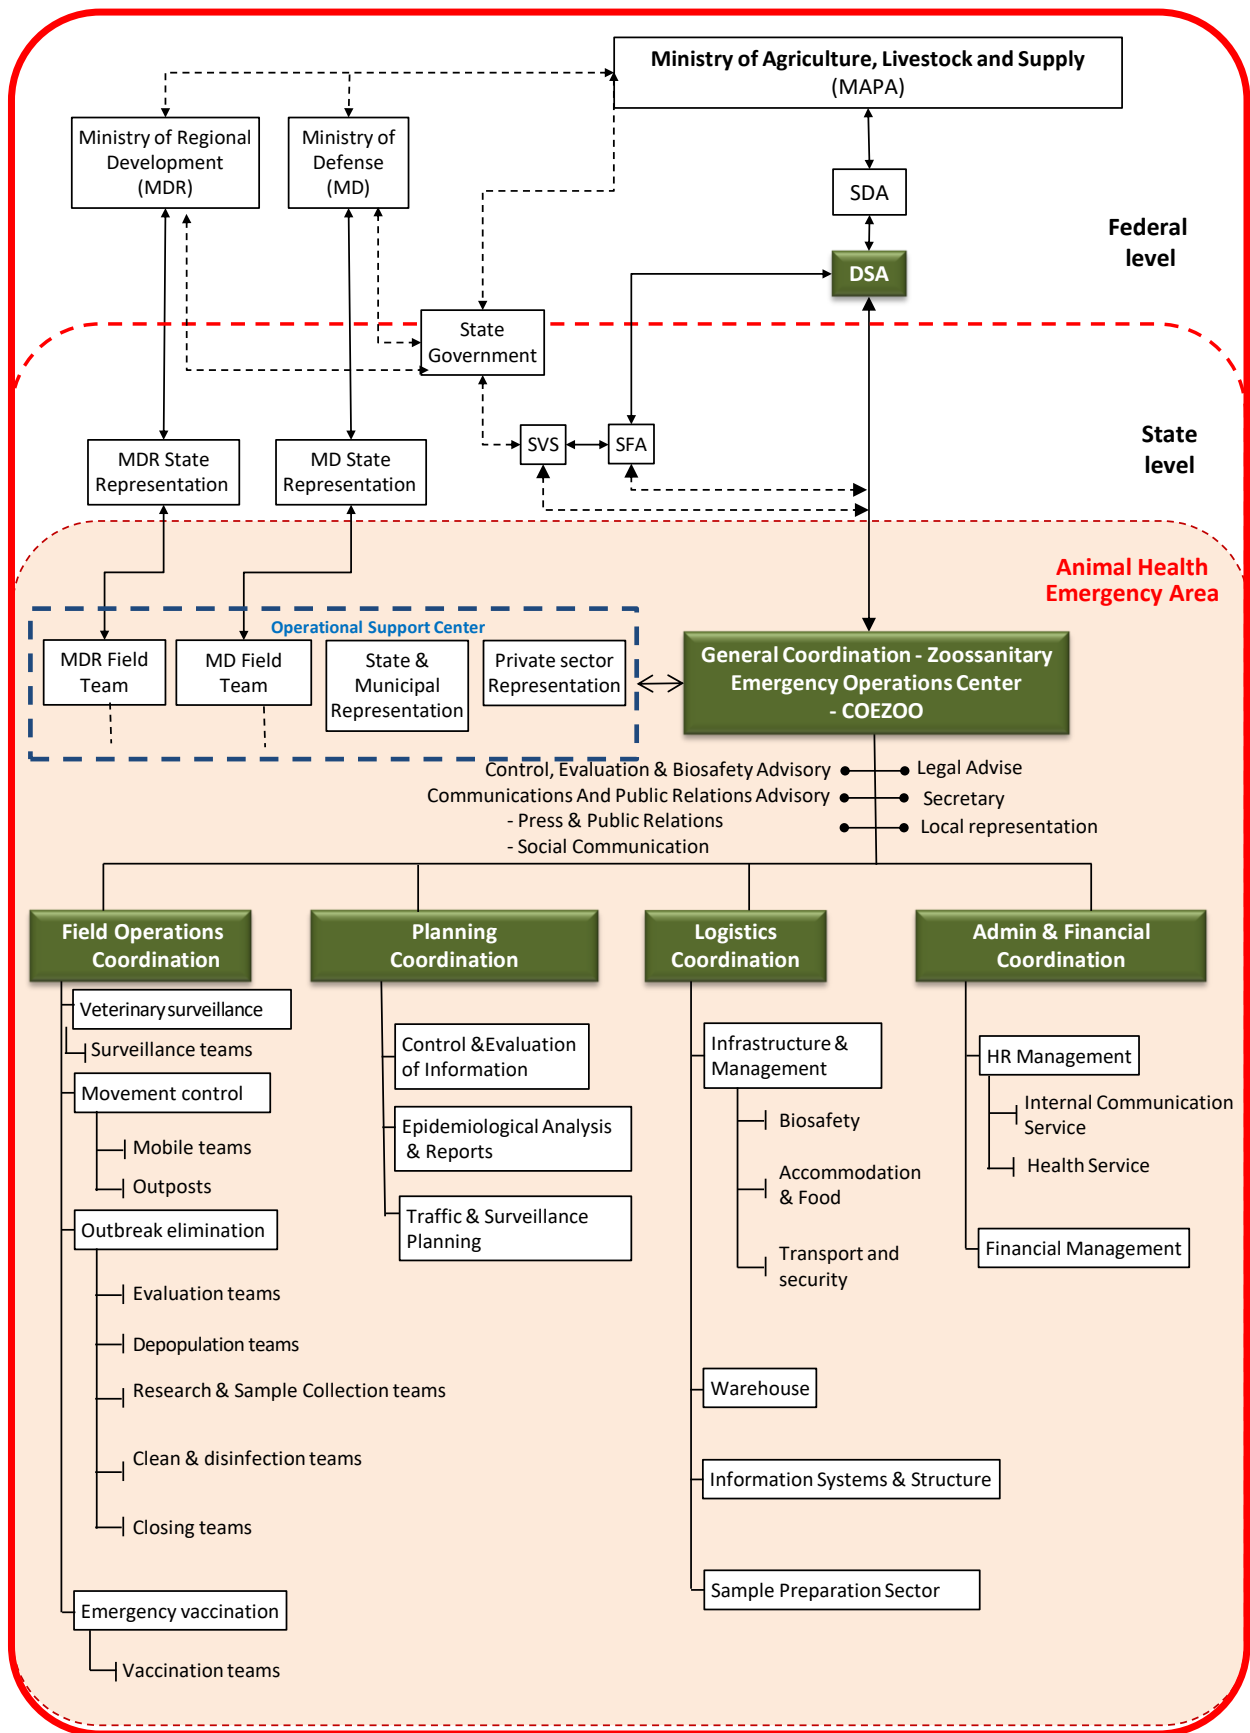 Ministry of Agriculture, Livestock and Supply
(MAPA)
Ministry of Regional
Development
(MDR)
Ministry of
Defense
(MD)
SDA
Federal
level
DSA
State
Government
SVS
SFA
State
level
MDR State
Representation
MD State
Representation
Animal Health
Emergency Area
Operational Support Center
MDR Field
Team
MD Field
Team
State &
Municipal
Representation
Private sector
Representation
General Coordination - Zoossanitary
Emergency Operations Center
- COEZOO
Control, Evaluation & Biosafety Advisory
Legal Advise
Communications And Public Relations Advisory
Secretary
- Press & Public Relations
Local representation
- Social Communication
Field Operations
Coordination
Veterinary surveillance
Surveillance teams
Movement control
Mobile teams
Outposts
Outbreak elimination
Evaluation teams
Depopulation teams
Research & Sample Collection teams
Clean & disinfection teams
Closing teams
Emergency vaccination
Vaccination teams
Planning
Coordination
Control &Evaluation
of Information
Epidemiological Analysis
& Reports
Traffic & Surveillance
Planning
Logistics
Coordination
Infrastructure &
Management
Biosafety
Accommodation
& Food
Transport and
security
Warehouse
Information Systems & Structure
Sample Preparation Sector
Admin & Financial
Coordination
HR Management
Internal Communication
Service
Health Service
Financial Management